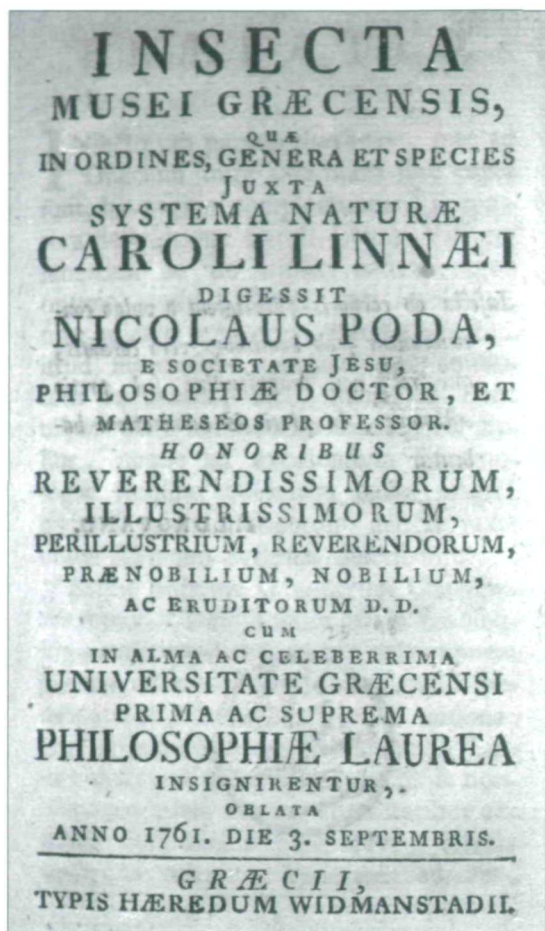 INSECTA
MUSEI GRÆCENSIS,
QUÆ
IN ORDINES, GENERA ET SPECIES
JUXTA
SYSTEMA NATURÆ
CAROLI LINNÆI
DIGESSIT
NICOLAUS PODA,
E SOCIETATE JESU,
PHILOSOPHIÆ DOCTOR, ET
MATHESEOS PROFESSOR.
HONORIBUS
REVERENDISSIMORUM,
ILLUSTRISSIMORUM,
PERILLUSTRIUM, REVERENDORUM,
PRÆNOBILIUM, NOBILIUM,
AC ERUDITORUM D.D.
CUM
IN ALMA AC CELEBERRIMA
UNIVERSITATE GRÆCENSI
PRIMA AC SUPREMA
PHILOSOPHIÆ LAUREA
INSIGNIRENTUR,.
OBLATA
ANNO 1761. DIE 3. SEPTEMBRIS.
GRÆCII,
TYPIS HÆREDUM WIDMANSTADII.